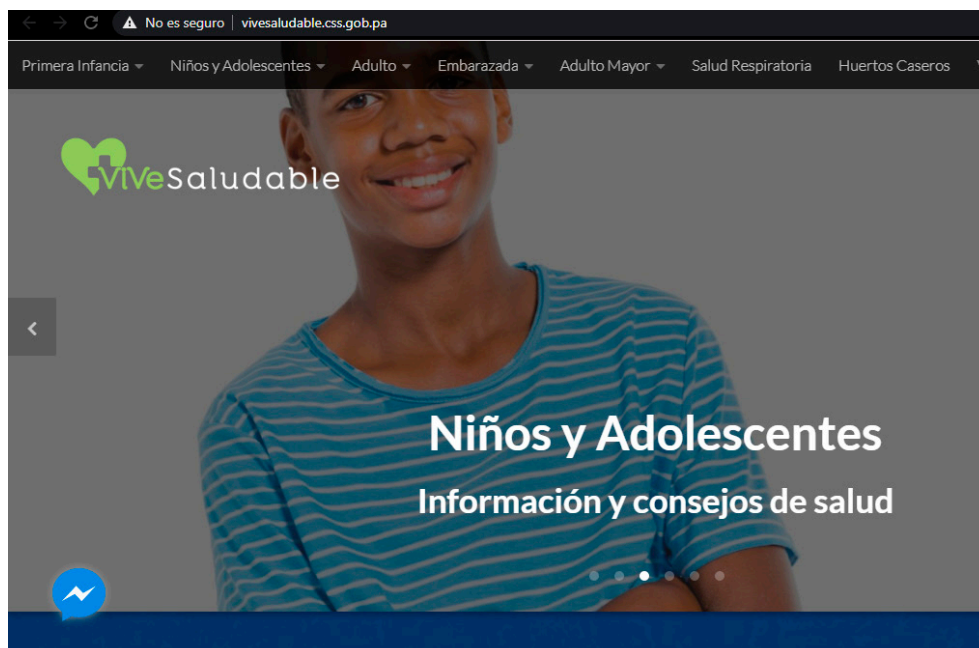 No es seguro | vivesaludable.css.gob.pa
Primera Infancia Niños y Adolescentes Adulto Embarazada Adulto Mayor Salud Respiratoria Huertos Caseros
ViVeSaludable
Niños y Adolescentes
Información y consejos de salud